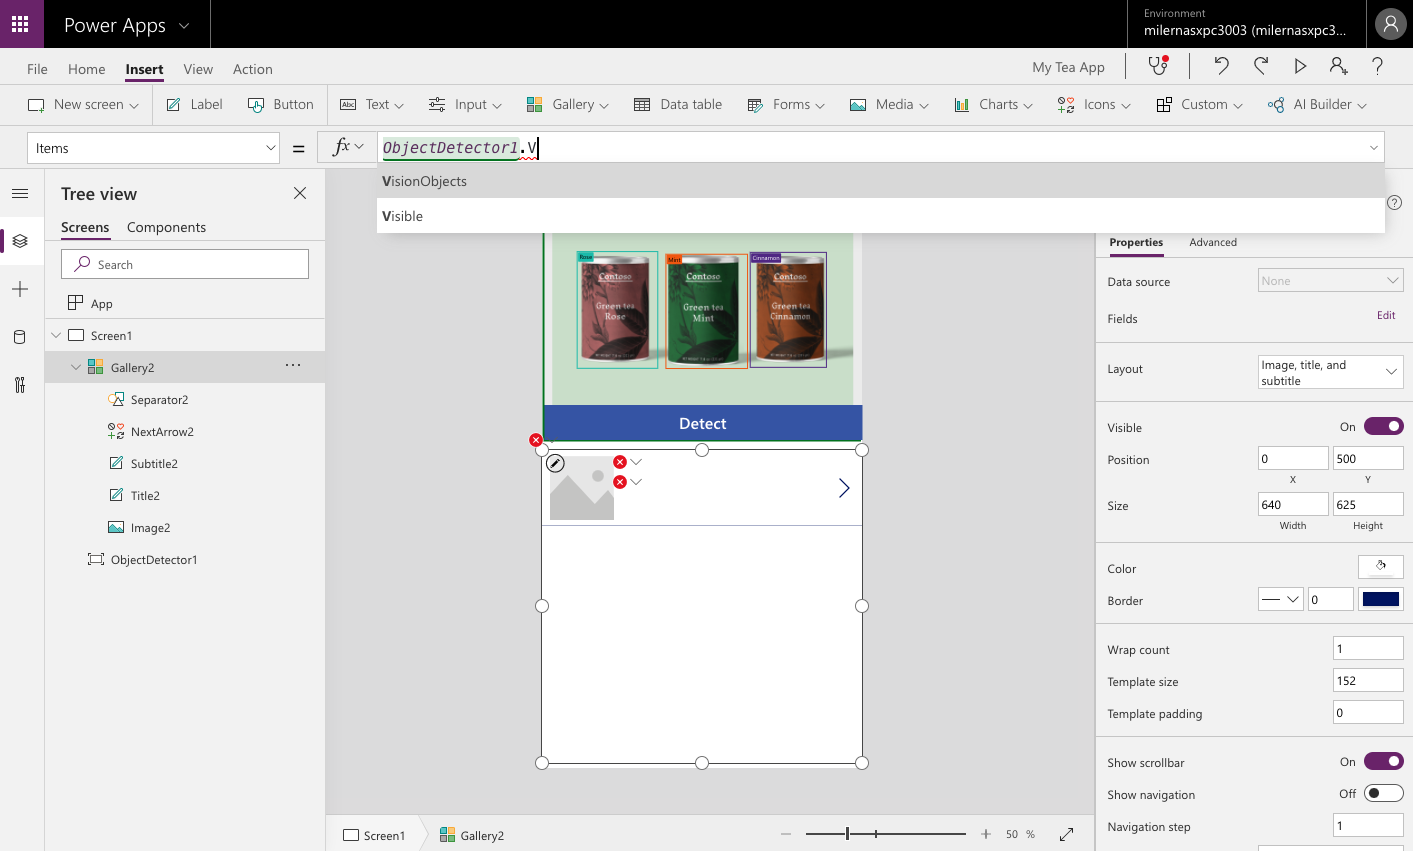 Power Apps
Environment
milernasxpc3003 (milernasxpc3...
File Home Insert View Action
My Tea App
New screen Label Button Text Input Gallery Data table Forms Media Charts Icons Custom AI Builder
Abc
Items = fx ObjectDetector1.V
VisionObjects
Visible
Tree view
Screens Components
Search
App
Screen1
Gallery2
Separator2
NextArrow2
Subtitle2
Title2
Image2
ObjectDetector1
Rose Mint Cinnamon
Contoso Contoso Contoso
Green tea Green tea Green tea
Rose Mint Cinnamon
Detect
Properties Advanced
Data source None
Fields Edit
Layout Image, title, and
subtitle
Visible On
Position 0 500
X Y
Size 640 625
Width Height
Color
Border 0
Wrap count 1
Template size 152
Template padding 0
Show scrollbar On
Show navigation Off
Navigation step 1
Screen1 Gallery2 50 %